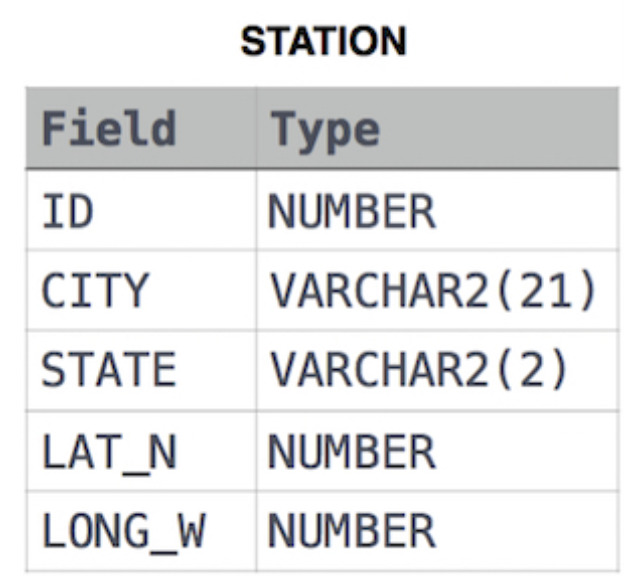 STATION
Field Type
ID NUMBER
CITY VARCHAR2(21)
STATE VARCHAR2(2)
LAT_N NUMBER
LONG_W NUMBER